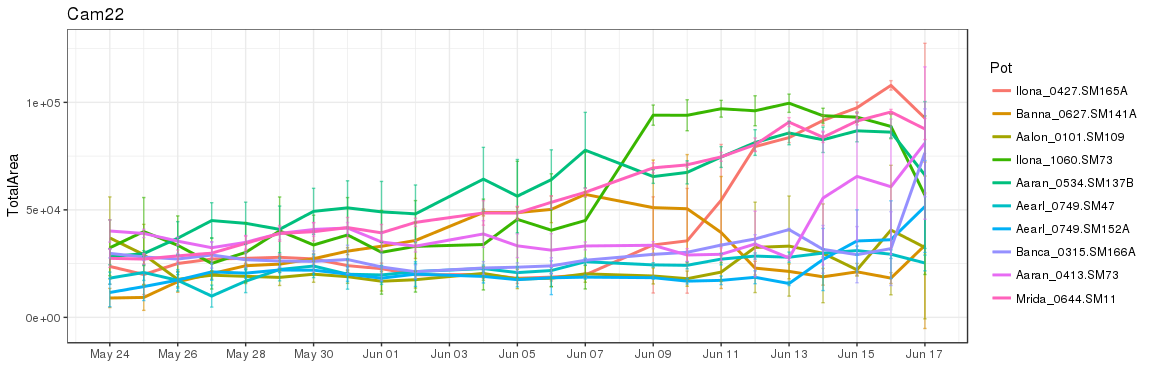 Cam22
TotalArea
1e+05
5e+04
0e+00
May 24 May 26 May 28 May 30 Jun 01 Jun 03 Jun 05 Jun 07 Jun 09 Jun 11 Jun 13 Jun 15 Jun 17
Pot
Ilona_0427.SM165A
Banna_0627.SM141A
Aalon_0101.SM109
Ilona_1060.SM73
Aaran_0534.SM137B
Aearl_0749.SM47
Aearl_0749.SM152A
Banca_0315.SM166A
Aaran_0413.SM73
Mrida_0644.SM11